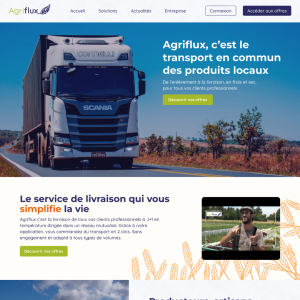 Agriflux
Accueil
Solutions
Actualités
Entreprise
Connexion
Accéder aux offres
Agriflux, c'est le
transport en commun
des produits locaux
De l'enlèvement à la livraison, en frais et sec,
pour tous vos clients professionnels
Découvrir nos offres
SCANIA
Le service de livraison qui vous
simplifie la vie
Agriflux c'est la livraison de tous vos clients professionnels à J+1 en
température dirigée dans un réseau mutualisé. Grâce à notre
application, vous commandez du transport en 2 clics. Sans
engagement et adapté à tous types de volumes.
Découvrir nos offres